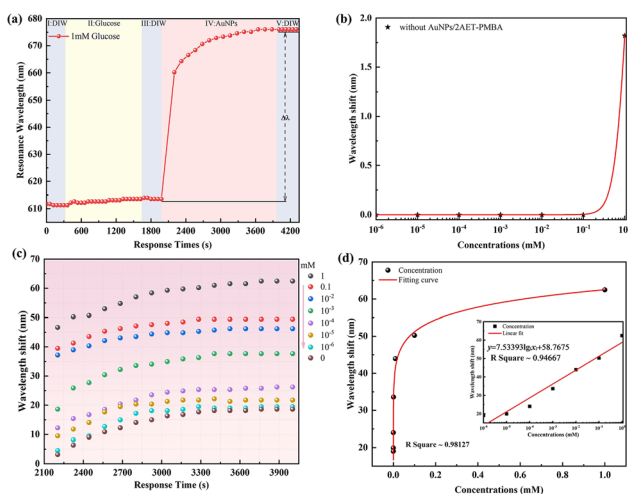 (a)
I:DIW II:Glucose III:DIW IV:AuNPs V:DIW
1mM Glucose
Δλ
Resonance Wavelength (nm)
680
670
660
650
640
630
620
610
0 600 1200 1800 2400 3000 3600 4200
Response Times (s)
(b)
without AuNPs/2AET-PMBA
Wavelength shift (nm)
2.0
1.5
1.0
0.5
0.0
10⁻⁶ 10⁻⁵ 10⁻⁴ 10⁻³ 10⁻² 10⁻¹ 10
Concentrations (mM)
(c)
Wavelength shift (nm)
70
60
50
40
30
20
10
0
2100 2400 2700 3000 3300 3600 3900
Response Time (s)
mM
1
0.1
10⁻²
10⁻³
10⁻⁴
10⁻⁵
10⁻⁶
0
(d)
Concentration
Fitting curve
Wavelength shift (nm)
70
60
50
40
30
20
R Square ~ 0.98127
0.0 0.2 0.4 0.6 0.8 1.0
Concentrations (mM)
Concentration
Linear fit
y=7.53393lgₑx₁+58.7675
R Square ~ 0.94667
Wavelength shift (nm)
70
60
50
40
30
20
Concentrations (mM)